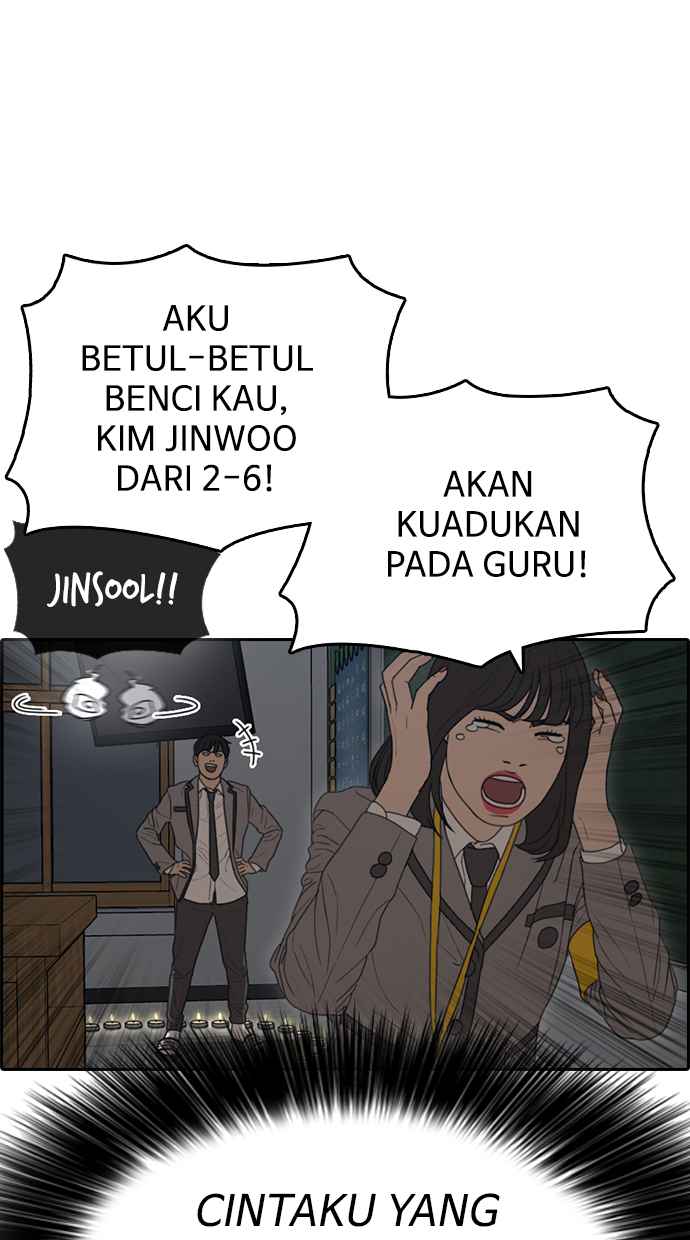 AKU
BETUL-BETUL
BENCI KAU,
KIM JINWOO
DARI 2-6!
AKAN
KUADUKAN
PADA GURU!
JINSOOL!!
CINTAKU YANG